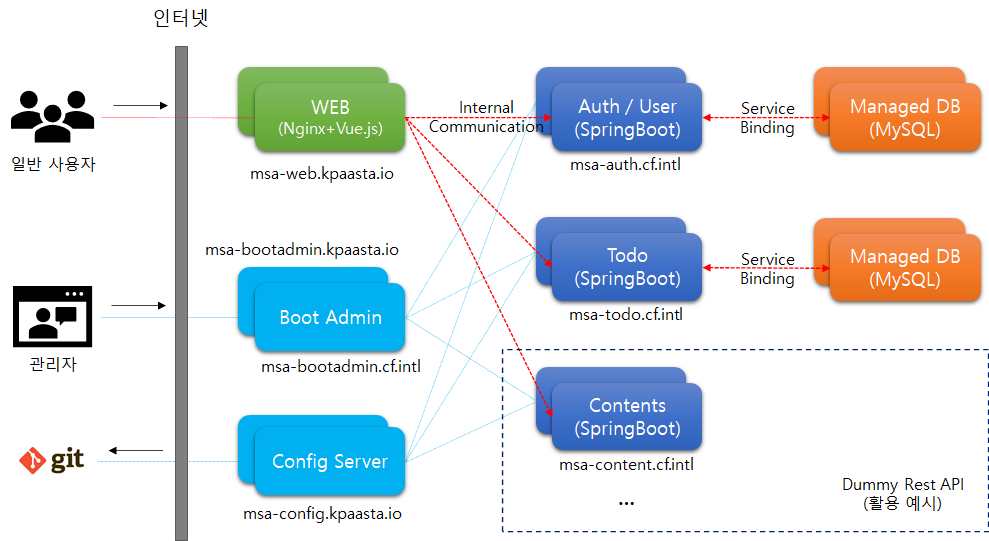 인터넷
일반 사용자
WEB
(Nginx+Vue.js)
msa-web.kpaasta.io
Internal
Communication
Auth / User
(SpringBoot)
msa-auth.cf.intl
Service
Binding
Managed DB
(MySQL)
관리자
msa-bootadmin.kpaasta.io
Boot Admin
msa-bootadmin.cf.intl
Todo
(SpringBoot)
msa-todo.cf.intl
Service
Binding
Managed DB
(MySQL)
git
Config Server
msa-config.kpaasta.io
Contents
(SpringBoot)
msa-content.cf.intl
...
Dummy Rest API
(활용 예시)